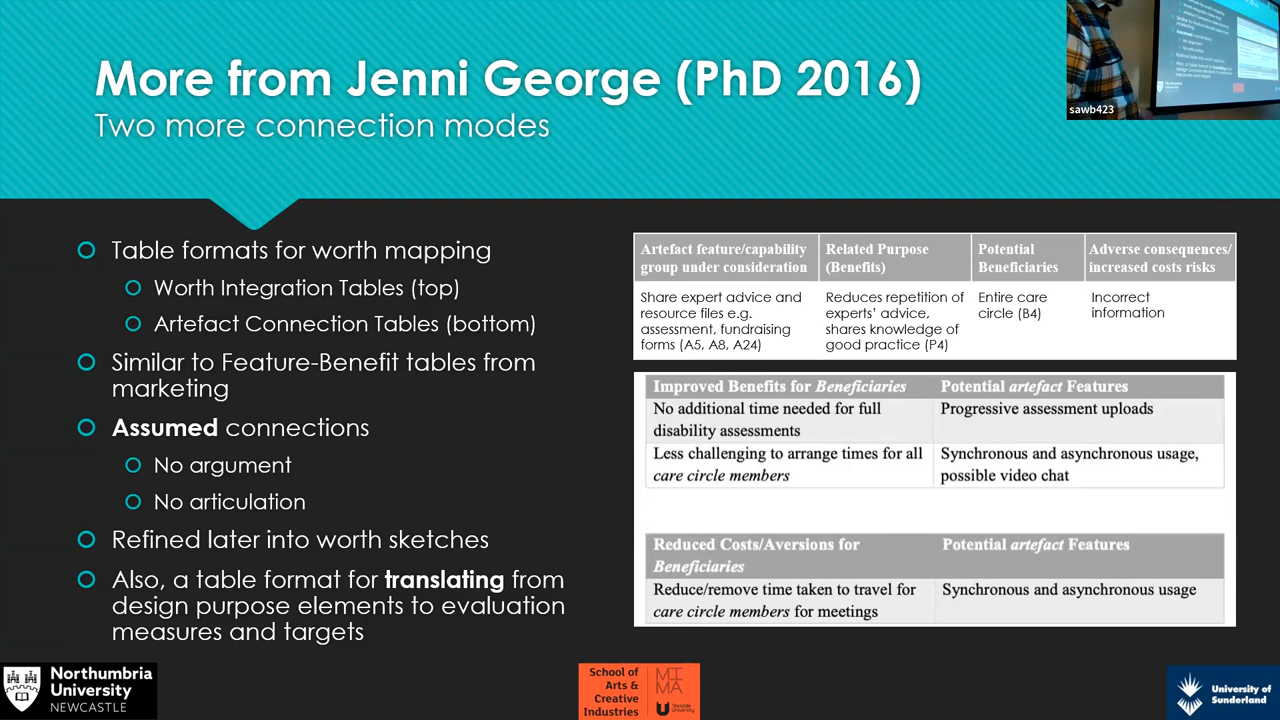 More from Jenni George (PhD 2016)
Two more connection modes
sawb423
Table formats for worth mapping
Worth Integration Tables (top)
Artefact Connection Tables (bottom)
Similar to Feature-Benefit tables from
marketing
Assumed connections
No argument
No articulation
Refined later into worth sketches
Also, a table format for translating from
design purpose elements to evaluation
measures and targets
Artefact feature/capability
group under consideration
Related Purpose
(Benefits)
Potential
Beneficiaries
Adverse consequences/
increased costs risks
Share expert advice and
resource files e.g.
assessment, fundraising
forms (A5, A8, A24)
Reduces repetition of
experts' advice,
shares knowledge of
good practice (P4)
Entire care
circle (B4)
Incorrect
information
Improved Benefits for Beneficiaries
Potential artefact Features
No additional time needed for full
disability assessments
Progressive assessment uploads
Less challenging to arrange times for all
care circle members
Synchronous and asynchronous usage,
possible video chat
Reduced Costs/Aversions for
Beneficiaries
Potential artefact Features
Reduce/remove time taken to travel for
care circle members for meetings
Synchronous and asynchronous usage
Northumbria
University
NEWCASTLE
School of
Arts &
Creative
Industries
MI
MA
Teesside
University
University of
Sunderland